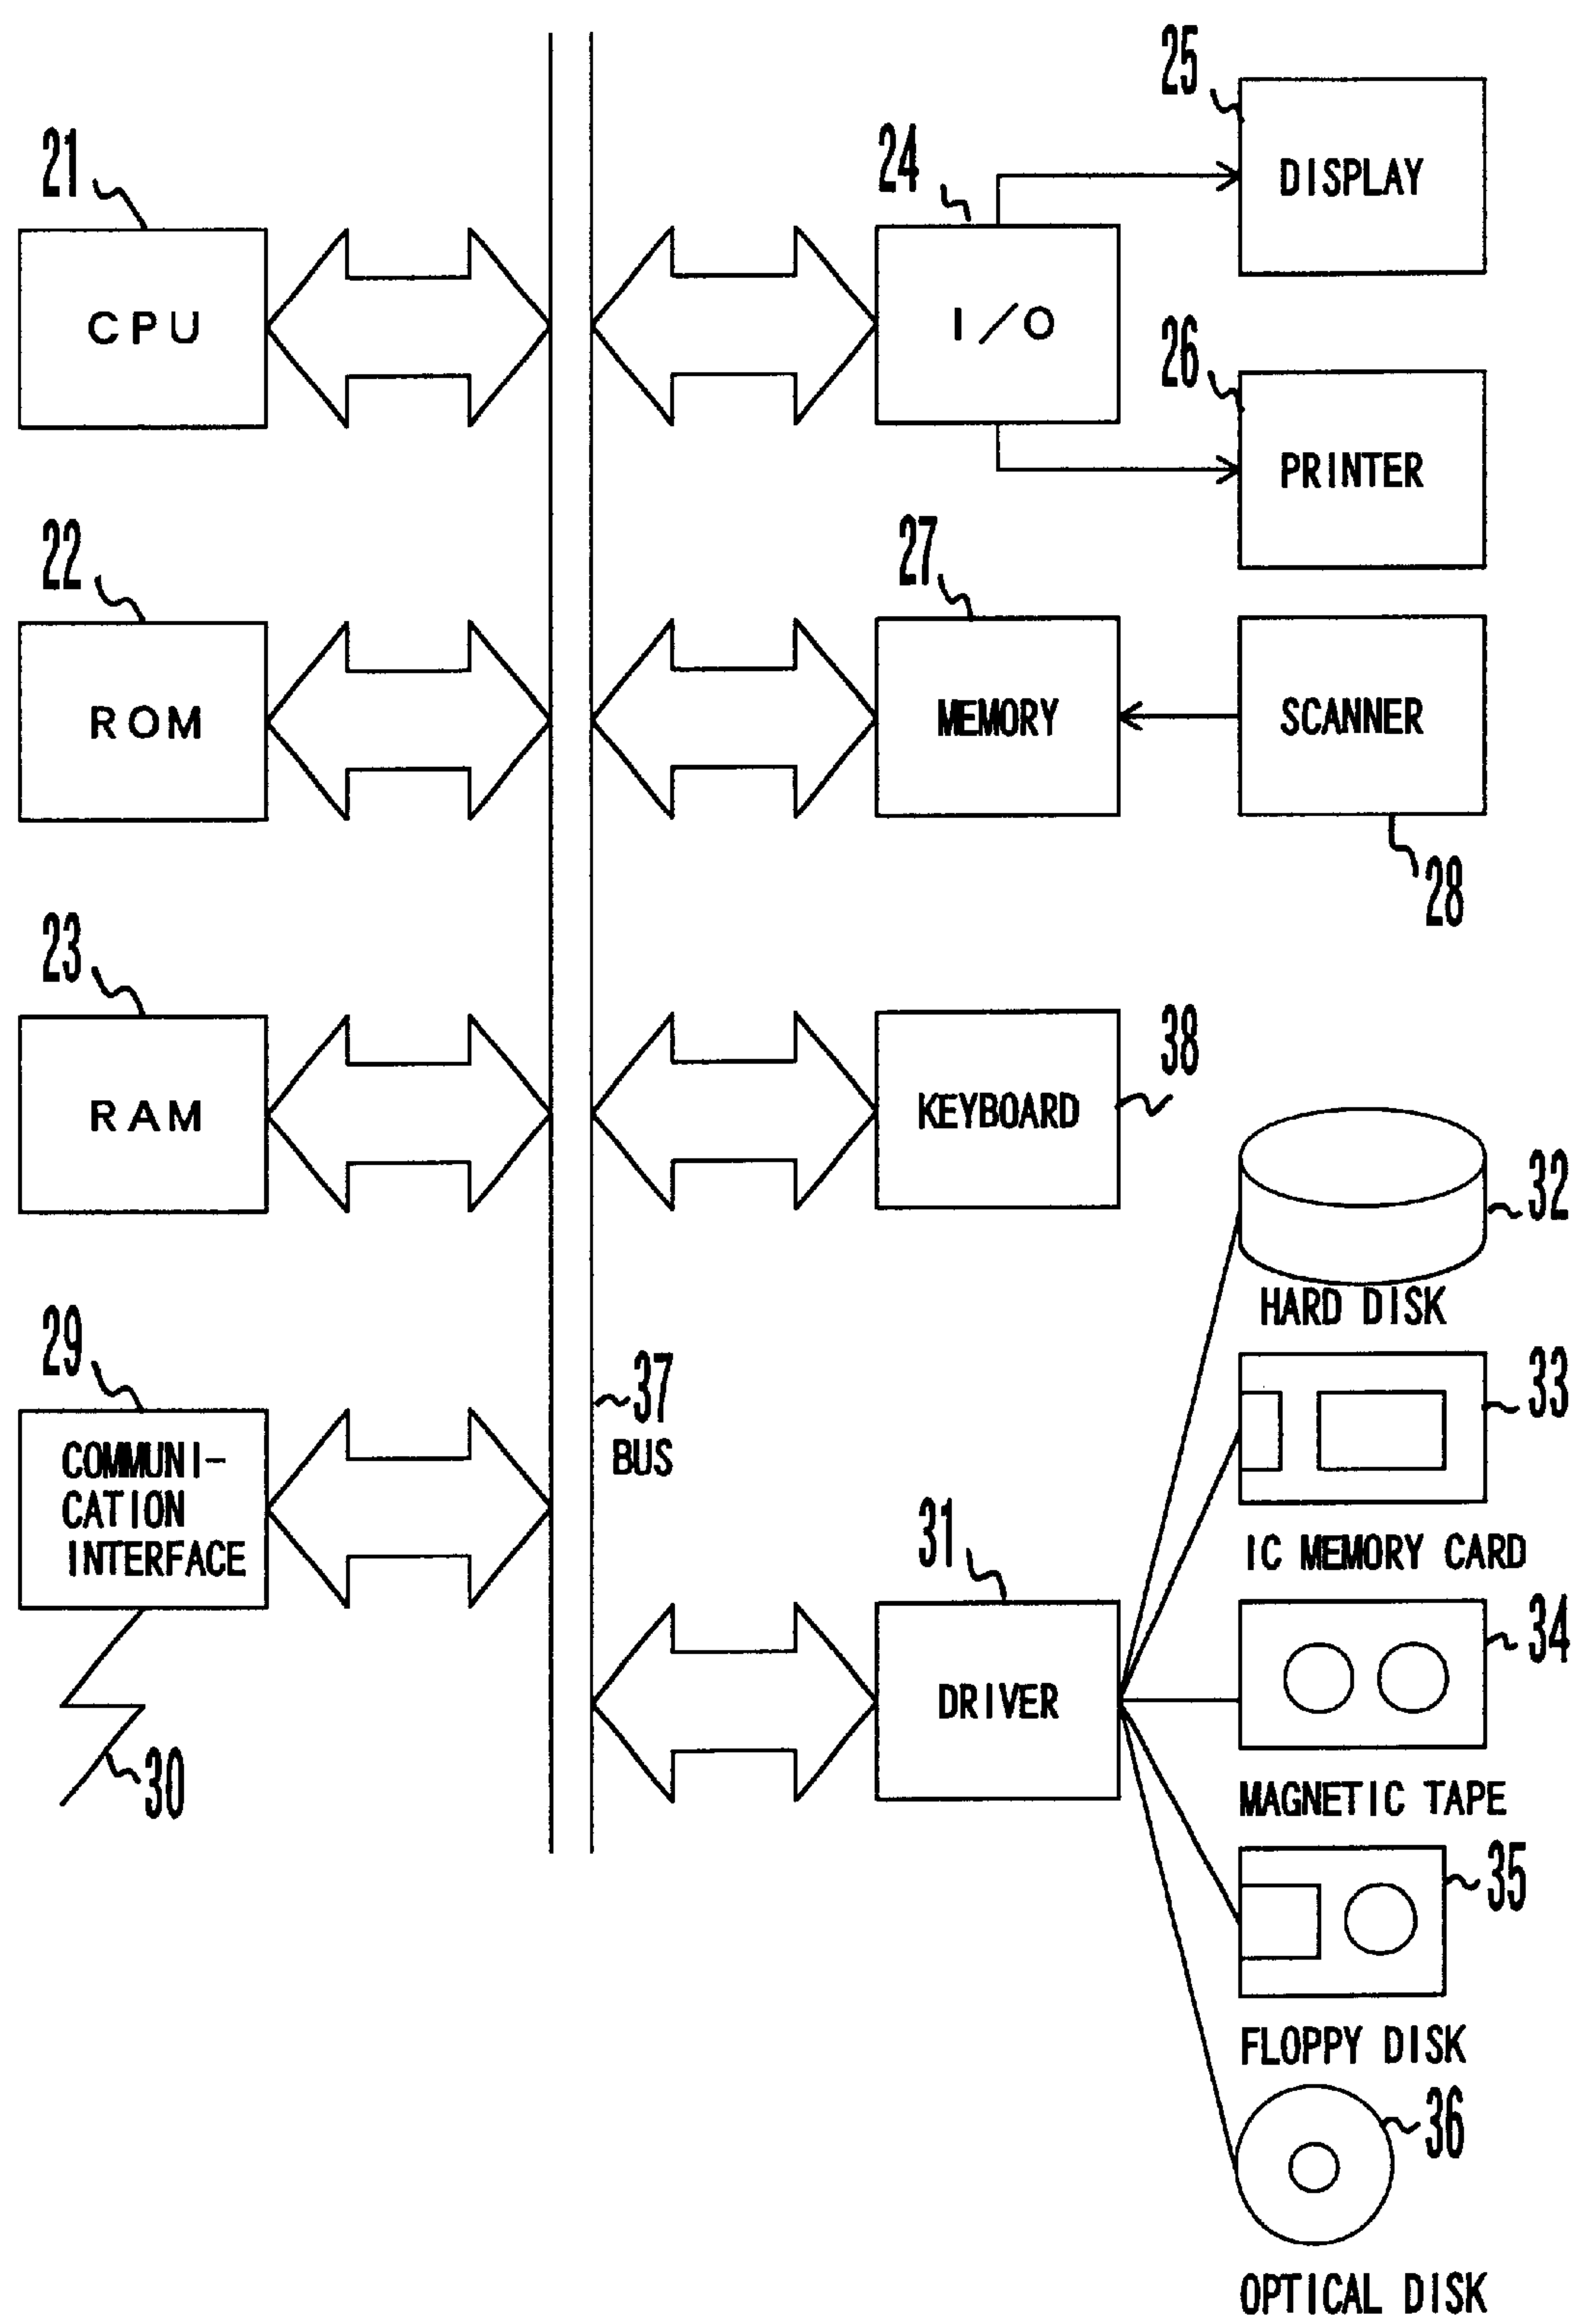 25
DISPLAY
21
24
CPU
I/O
26
PRINTER
22
27
ROM
MEMORY
SCANNER
28
23
38
RAM
KEYBOARD
32
HARD DISK
29
37
BUS
33
COMMUNI-
CATION
INTERFACE
31
IC MEMORY CARD
34
DRIVER
30
MAGNETIC TAPE
35
FLOPPY DISK
36
OPTICAL DISK